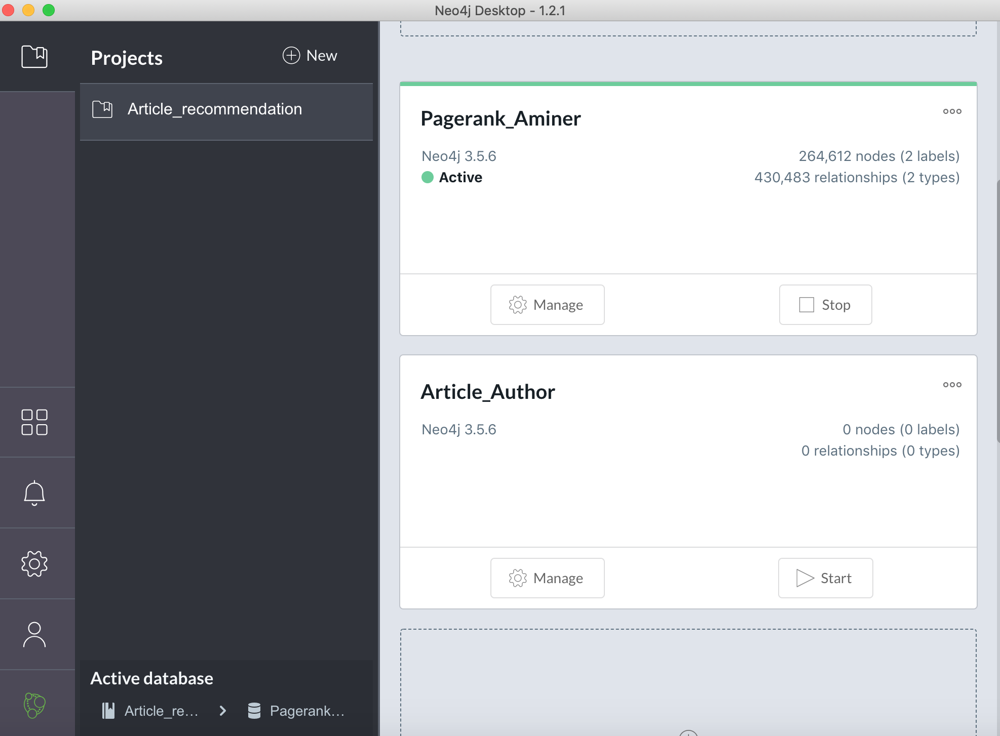 Neo4j Desktop - 1.2.1
Projects
New
Article_recommendation
Active database
Article_re...
Pagerank...
Pagerank_Aminer
Neo4j 3.5.6
264,612 nodes (2 labels)
Active
430,483 relationships (2 types)
Manage
Stop
Article_Author
Neo4j 3.5.6
0 nodes (0 labels)
0 relationships (0 types)
Manage
Start